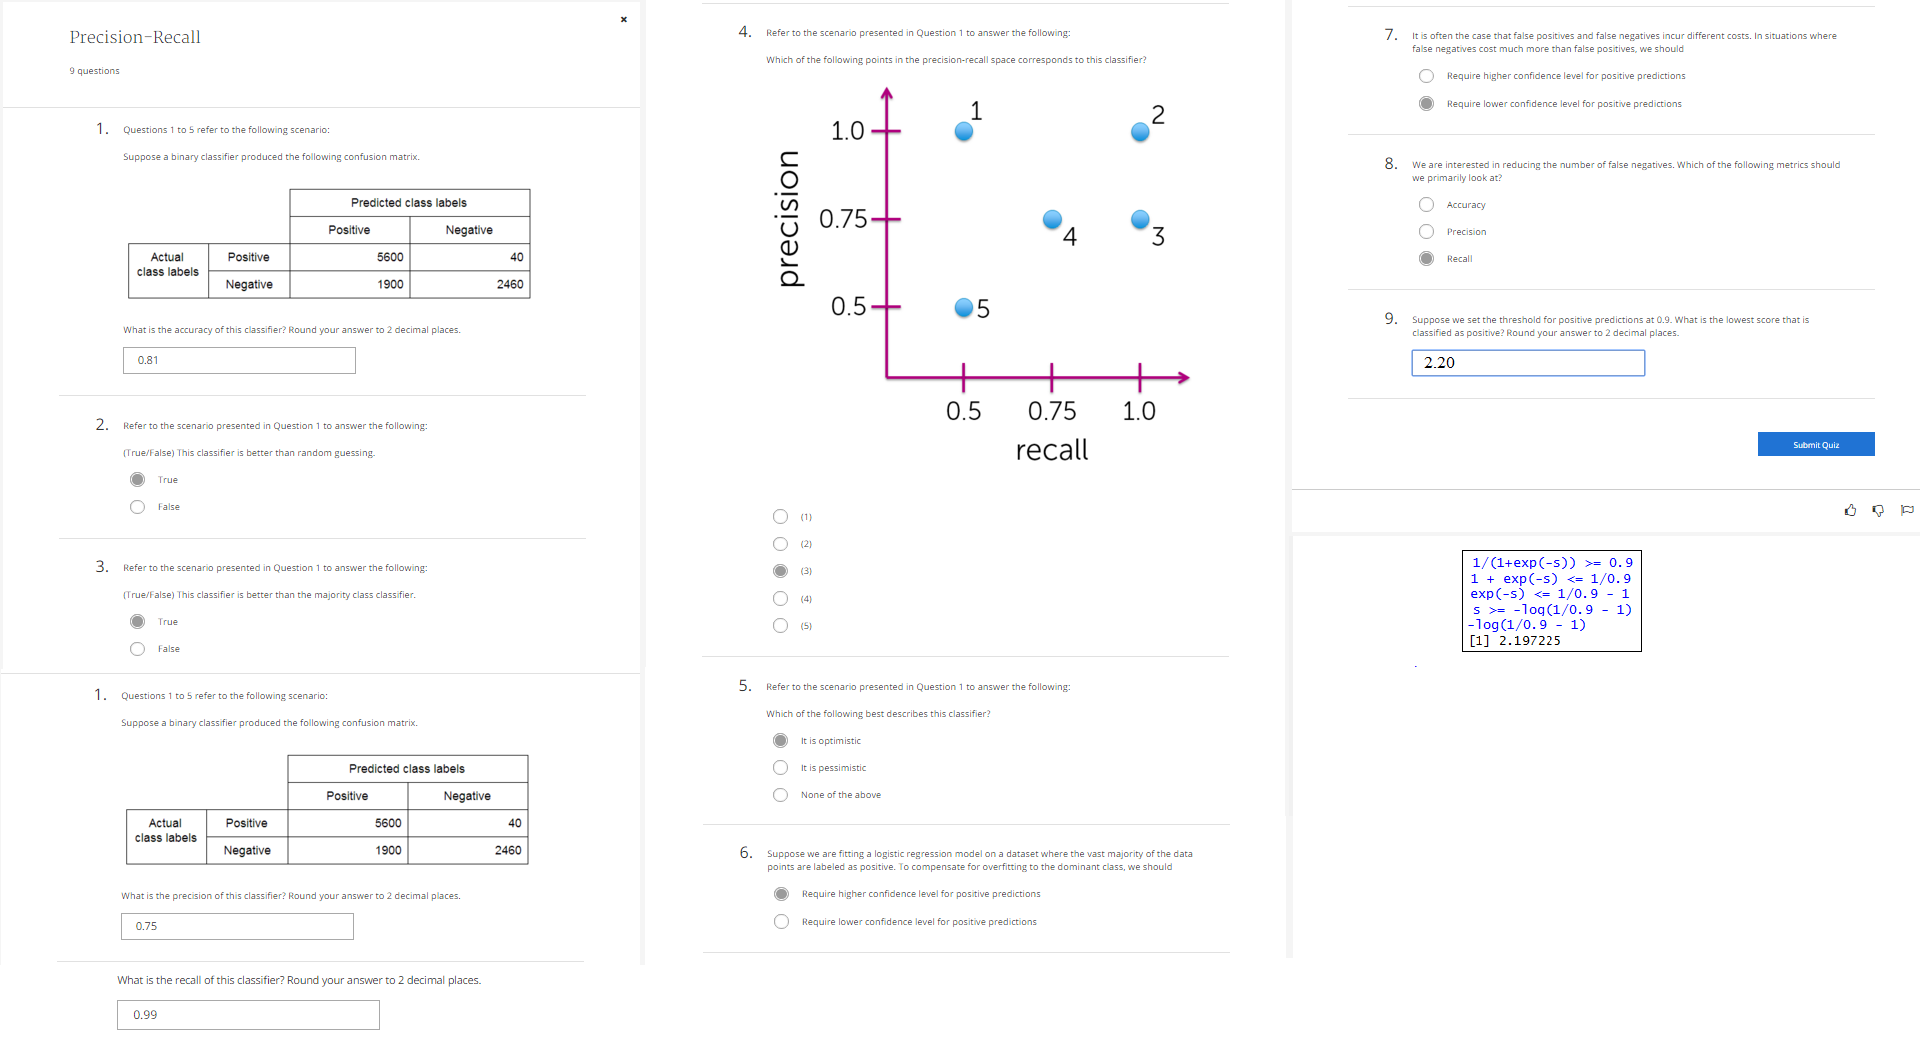 ×
Precision-Recall
9 questions
1. Questions 1 to 5 refer to the following scenario:
Suppose a binary classifier produced the following confusion matrix.
Predicted class labels
Positive Negative
Actual class labels Positive 5600 40
Negative 1900 2460
What is the accuracy of this classifier? Round your answer to 2 decimal places.
0.81
2. Refer to the scenario presented in Question 1 to answer the following:
(True/False) This classifier is better than random guessing.
True
False
3. Refer to the scenario presented in Question 1 to answer the following:
(True/False) This classifier is better than the majority class classifier.
True
False
1. Questions 1 to 5 refer to the following scenario:
Suppose a binary classifier produced the following confusion matrix.
Predicted class labels
Positive Negative
Actual class labels Positive 5600 40
Negative 1900 2460
What is the precision of this classifier? Round your answer to 2 decimal places.
0.75
What is the recall of this classifier? Round your answer to 2 decimal places.
0.99
4. Refer to the scenario presented in Question 1 to answer the following:
Which of the following points in the precision-recall space corresponds to this classifier?
precision
1.0
0.75
0.5
1
2
4
3
5
0.5 0.75 1.0
recall
(1)
(2)
(3)
(4)
(5)
5. Refer to the scenario presented in Question 1 to answer the following:
Which of the following best describes this classifier?
It is optimistic
It is pessimistic
None of the above
6. Suppose we are fitting a logistic regression model on a dataset where the vast majority of the data
points are labeled as positive. To compensate for overfitting to the dominant class, we should
Require higher confidence level for positive predictions
Require lower confidence level for positive predictions
7. It is often the case that false positives and false negatives incur different costs. In situations where
false negatives cost much more than false positives, we should
Require higher confidence level for positive predictions
Require lower confidence level for positive predictions
8. We are interested in reducing the number of false negatives. Which of the following metrics should
we primarily look at?
Accuracy
Precision
Recall
9. Suppose we set the threshold for positive predictions at 0.9. What is the lowest score that is
classified as positive? Round your answer to 2 decimal places.
2.20
Submit Quiz
1/(1+exp(-s)) >= 0.9
1 + exp(-s) <= 1/0.9
exp(-s) <= 1/0.9 - 1
s >= -log(1/0.9 - 1)
-log(1/0.9 - 1)
[1] 2.197225